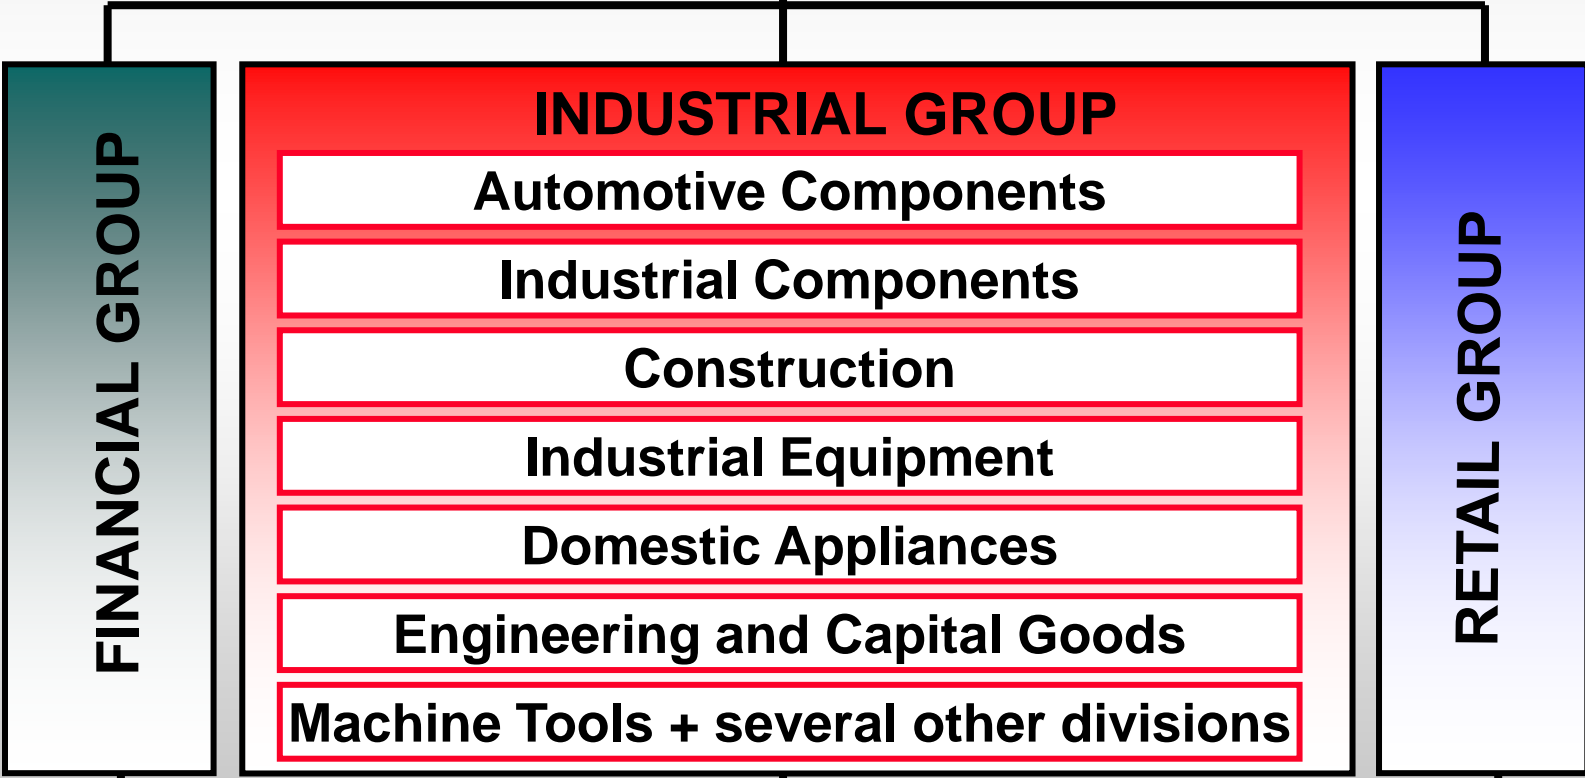 FINANCIAL GROUP
INDUSTRIAL GROUP
Automotive Components
Industrial Components
Construction
Industrial Equipment
Domestic Appliances
Engineering and Capital Goods
Machine Tools + several other divisions
RETAIL GROUP